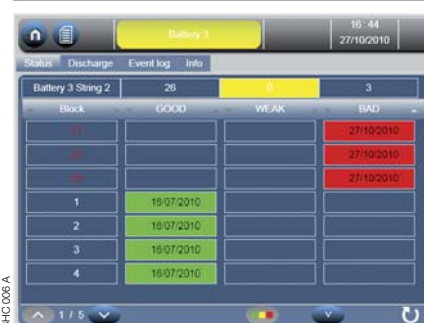 Battery 3
16:44
27/10/2010
Status Discharge Event log Info
Battery 3 String 2 26 0 3
Block GOOD WEAK BAD
27/10/2010
27/10/2010
27/10/2010
1 16/07/2010
2 16/07/2010
3 16/07/2010
4 16/07/2010
1 / 5 V
HC 006 A